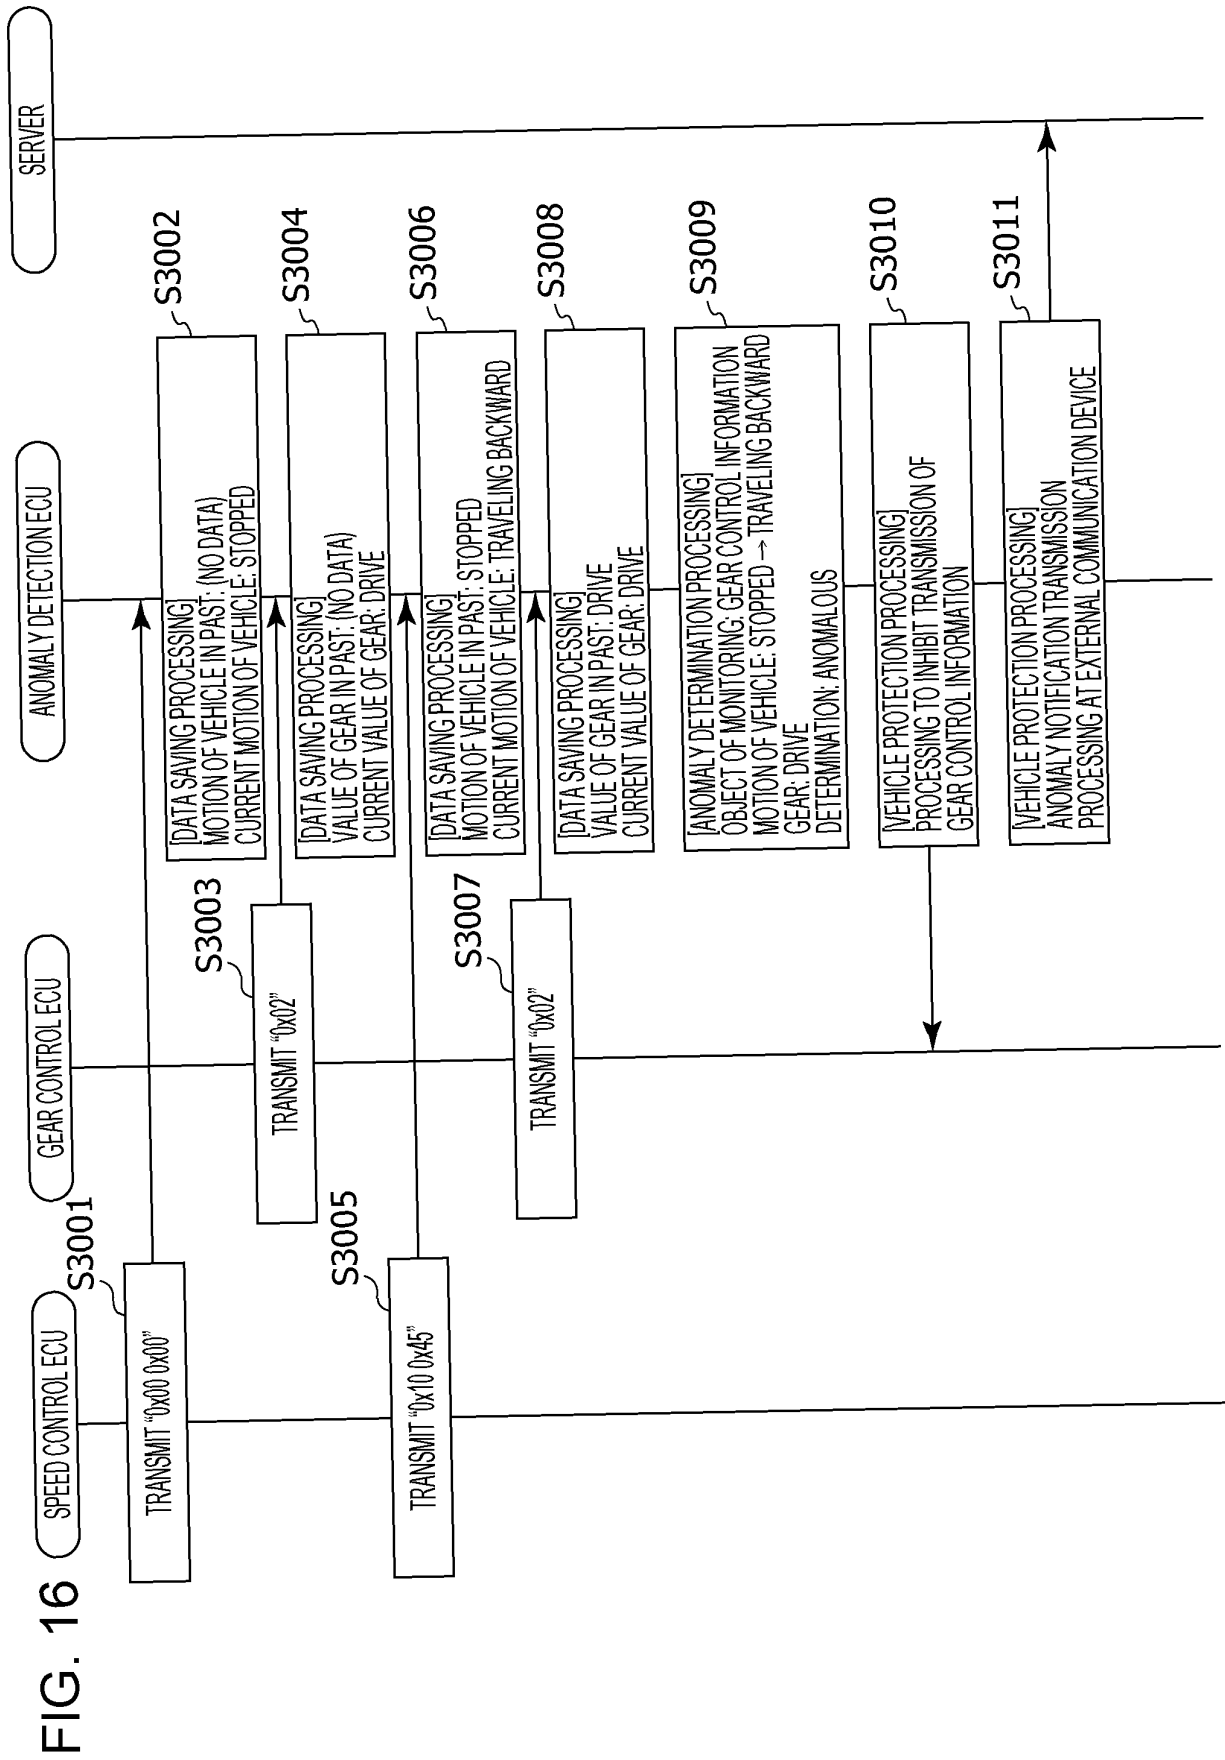 FIG. 16
SPEED CONTROL ECU
GEAR CONTROL ECU
ANOMALY DETECTION ECU
SERVER
S3001
TRANSMIT “0x00 0x00”
S3002
[DATA SAVING PROCESSING]
MOTION OF VEHICLE IN PAST: (NO DATA)
CURRENT MOTION OF VEHICLE: STOPPED
S3003
TRANSMIT “0x02”
S3004
[DATA SAVING PROCESSING]
VALUE OF GEAR IN PAST: (NO DATA)
CURRENT VALUE OF GEAR: DRIVE
S3005
TRANSMIT “0x10 0x45”
S3006
[DATA SAVING PROCESSING]
MOTION OF VEHICLE IN PAST: STOPPED
CURRENT MOTION OF VEHICLE: TRAVELING BACKWARD
S3007
TRANSMIT “0x02”
S3008
[DATA SAVING PROCESSING]
VALUE OF GEAR IN PAST: DRIVE
CURRENT VALUE OF GEAR: DRIVE
S3009
[ANOMALY DETERMINATION PROCESSING]
OBJECT OF MONITORING: GEAR CONTROL INFORMATION
MOTION OF VEHICLE: STOPPED → TRAVELING BACKWARD
GEAR: DRIVE
DETERMINATION: ANOMALOUS
S3010
[VEHICLE PROTECTION PROCESSING]
PROCESSING TO INHIBIT TRANSMISSION OF
GEAR CONTROL INFORMATION
S3011
[VEHICLE PROTECTION PROCESSING]
ANOMALY NOTIFICATION TRANSMISSION
PROCESSING AT EXTERNAL COMMUNICATION DEVICE